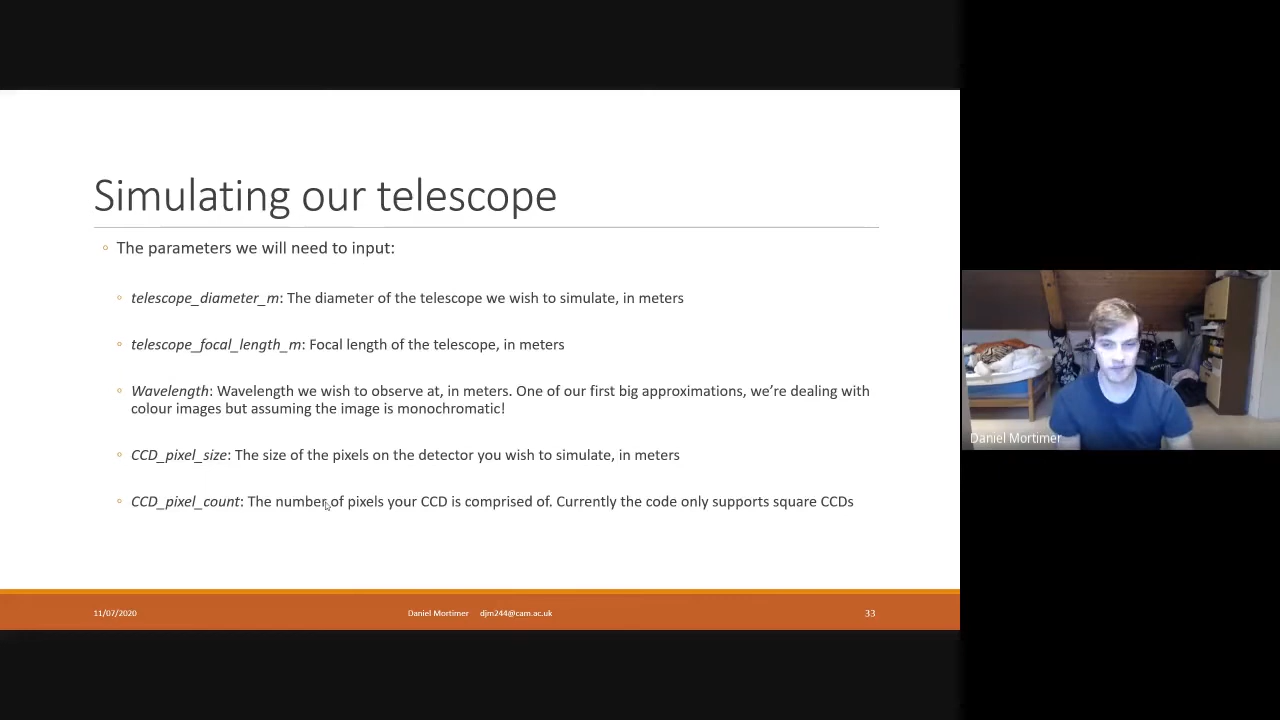 Simulating our telescope
◦ The parameters we will need to input:
◦ telescope_diameter_m: The diameter of the telescope we wish to simulate, in meters
◦ telescope_focal_length_m: Focal length of the telescope, in meters
◦ Wavelength: Wavelength we wish to observe at, in meters. One of our first big approximations, we’re dealing with
colour images but assuming the image is monochromatic!
◦ CCD_pixel_size: The size of the pixels on the detector you wish to simulate, in meters
◦ CCD_pixel_count: The number of pixels your CCD is comprised of. Currently the code only supports square CCDs
11/07/2020 Daniel Mortimer djm244@cam.ac.uk 33
Daniel Mortimer